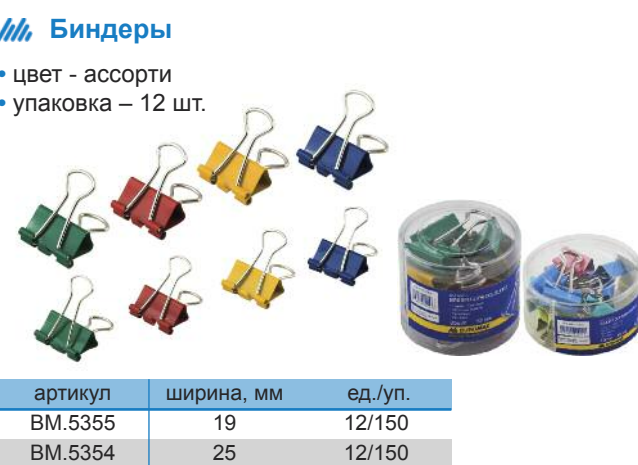 Биндеры
• цвет - ассорти
• упаковка – 12 шт.
артикул ширина, мм ед./уп.
BM.5355 19 12/150
BM.5354 25 12/150